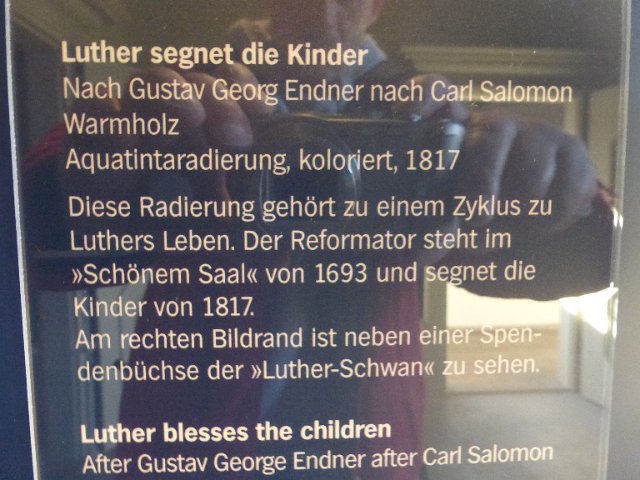 Luther segnet die Kinder
Nach Gustav Georg Endner nach Carl Salomon
Warmholz
Aquatintaradierung, koloriert, 1817
Diese Radierung gehört zu einem Zyklus zu
Luthers Leben. Der Reformator steht im
»Schönem Saal« von 1693 und segnet die
Kinder von 1817.
Am rechten Bildrand ist neben einer Spen-
denbüchse der »Luther-Schwan« zu sehen.
Luther blesses the children
After Gustav George Endner after Carl Salomon